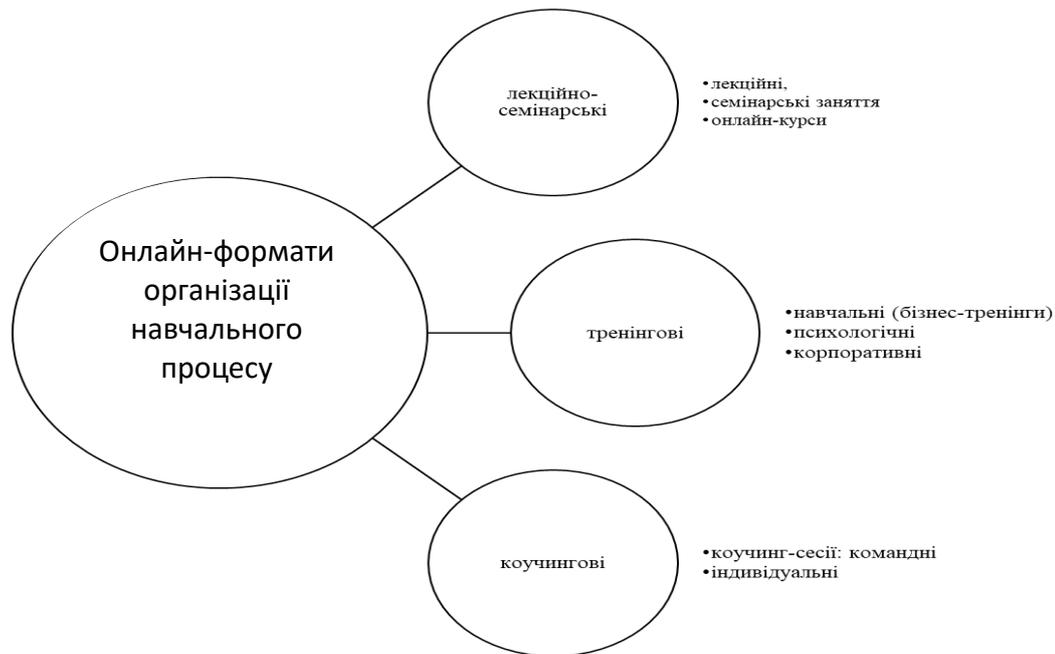 лекційно-
семінарські
•лекційні,
•семінарські заняття
•онлайн-курси
Онлайн-формати
організації
навчального
процесу
тренінгові
•навчальні (бізнес-тренінги)
•психологічні
•корпоративні
коучингові
•коучинг-сесії: командні
•індивідуальні